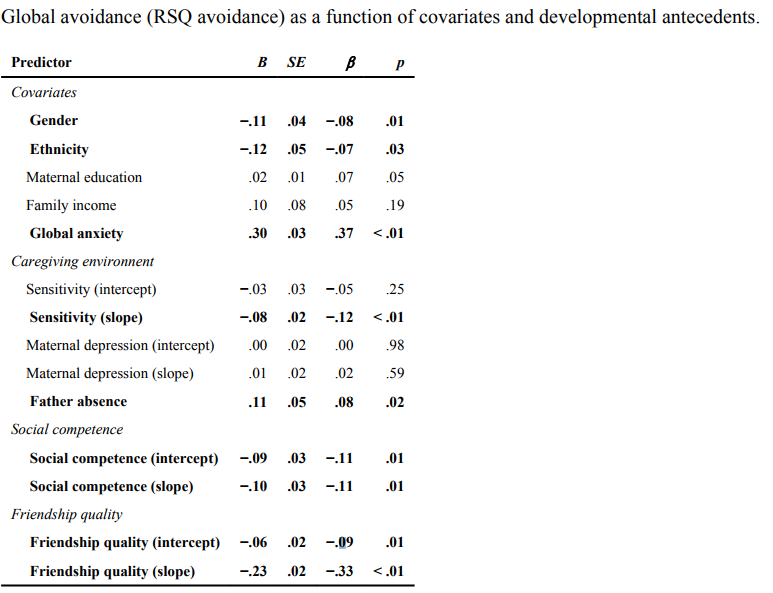 Global avoidance (RSQ avoidance) as a function of covariates and developmental antecedents.
Predictor B SE β p
Covariates
Gender −.11 .04 −.08 .01
Ethnicity −.12 .05 −.07 .03
Maternal education .02 .01 .07 .05
Family income .10 .08 .05 .19
Global anxiety .30 .03 .37 < .01
Caregiving environment
Sensitivity (intercept) −.03 .03 −.05 .25
Sensitivity (slope) −.08 .02 −.12 < .01
Maternal depression (intercept) .00 .02 .00 .98
Maternal depression (slope) .01 .02 .02 .59
Father absence .11 .05 .08 .02
Social competence
Social competence (intercept) −.09 .03 −.11 .01
Social competence (slope) −.10 .03 −.11 .01
Friendship quality
Friendship quality (intercept) −.06 .02 −.09 .01
Friendship quality (slope) −.23 .02 −.33 < .01